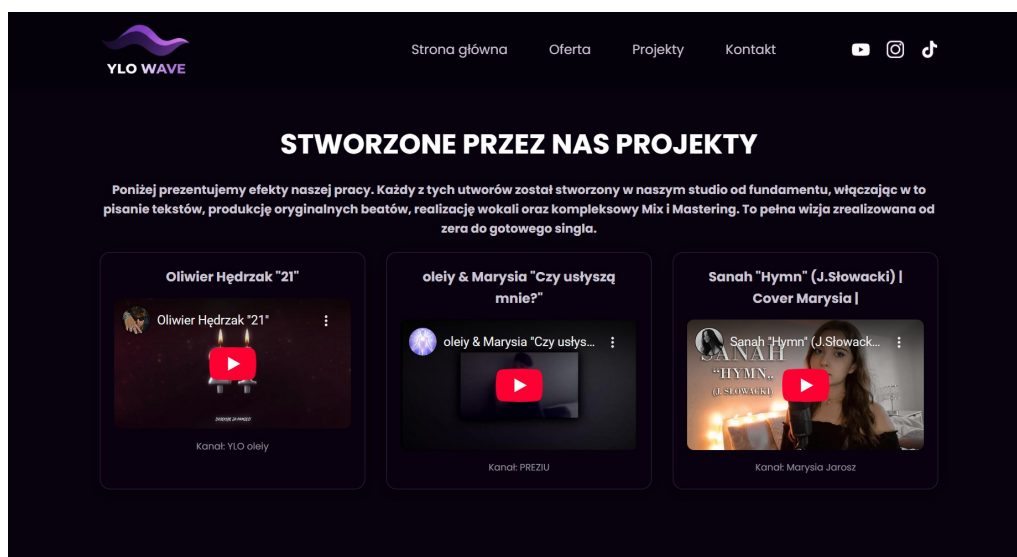 YLO WAVE
Strona główna Oferta Projekty Kontakt
STWORZONE PRZEZ NAS PROJEKTY
Poniżej prezentujemy efekty naszej pracy. Każdy z tych utworów został stworzony w naszym studio od fundamentu, włączając w to
pisanie tekstów, produkcję oryginalnych beatów, realizację wokali oraz kompleksowy Mix i Mastering. To pełna wizja zrealizowana od
zera do gotowego singla.
Oliwier Hędrzak "21"
Oliwier Hędrzak "21"
Kanał: YLO oleiy
oleiy & Marysia "Czy usłyszą
mnie?"
oleiy & Marysia "Czy usłys...
Kanał: PREZIU
Sanah "Hymn" (J.Słowacki) |
Cover Marysia |
Sanah "Hymn" (J.Słowack...
SANAH
"HYMN..
(J. SŁOWACKI)
Kanał: Marysia Jarosz